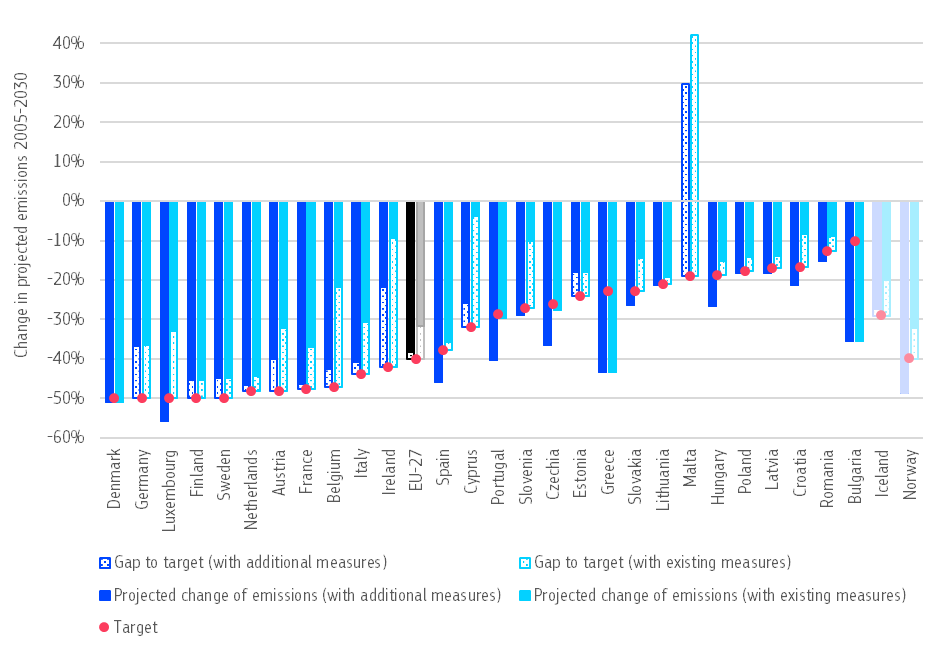 Change in projected emissions 2005-2030
40%
30%
20%
10%
0%
-10%
-20%
-30%
-40%
-50%
-60%
Denmark
Germany
Luxembourg
Finland
Sweden
Netherlands
Austria
France
Belgium
Italy
Ireland
EU-27
Spain
Cyprus
Portugal
Slovenia
Czechia
Estonia
Greece
Slovakia
Lithuania
Malta
Hungary
Poland
Latvia
Croatia
Romania
Bulgaria
Iceland
Norway
Gap to target (with additional measures)
Gap to target (with existing measures)
Projected change of emissions (with additional measures)
Projected change of emissions (with existing measures)
Target